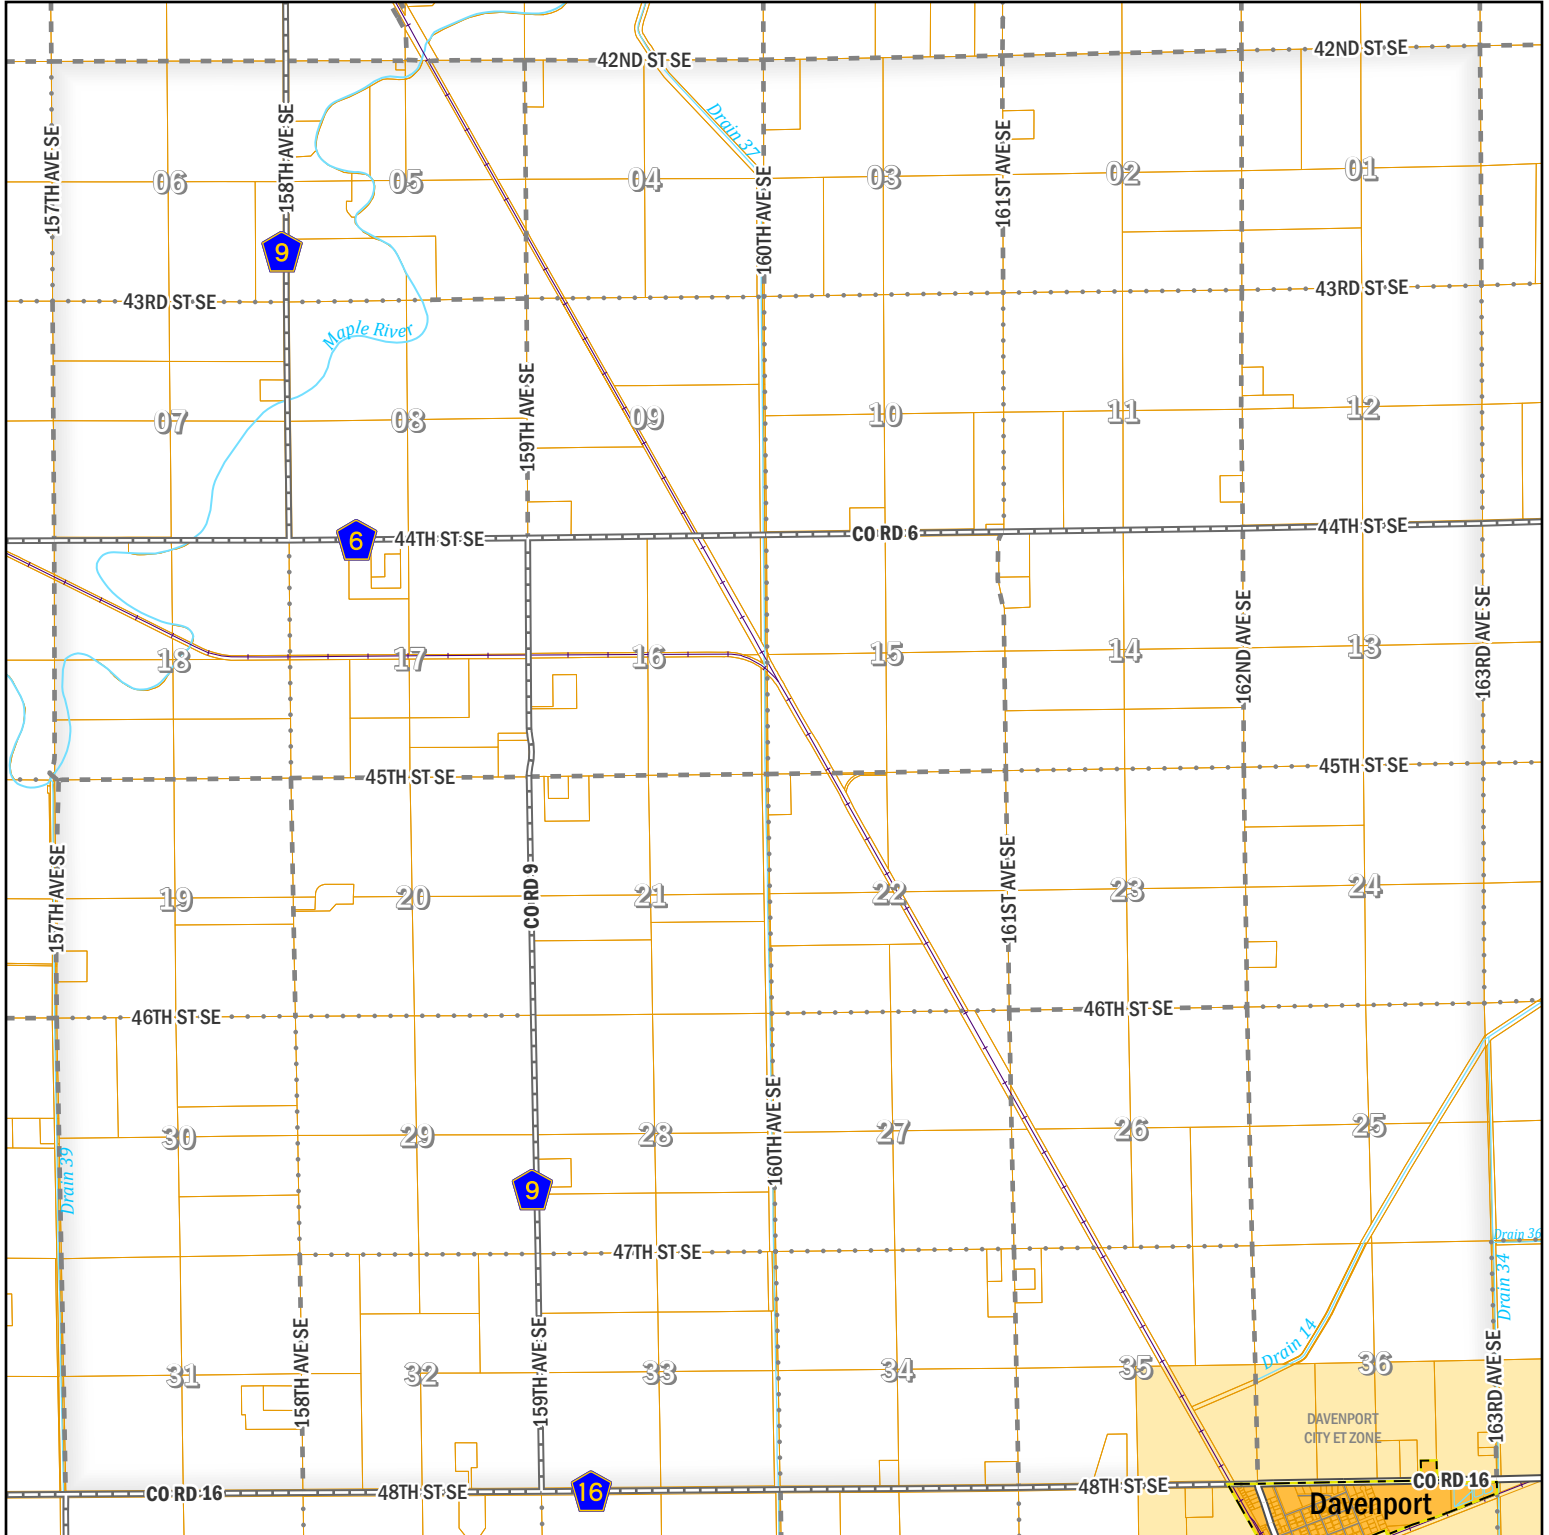 42ND ST SE
42ND ST SE
Drain 37
157TH AVE SE
158TH AVE SE
160TH AVE SE
161ST AVE SE
06
05
04
03
02
01
9
43RD ST SE
43RD ST SE
Maple River
159TH AVE SE
07
08
09
10
11
12
6
44TH ST SE
CO RD 6
44TH ST SE
162ND AVE SE
163RD AVE SE
18
17
16
15
14
13
45TH ST SE
45TH ST SE
157TH AVE SE
CO RD 9
161ST AVE SE
19
20
21
22
23
24
46TH ST SE
46TH ST SE
160TH AVE SE
30
29
28
27
26
25
Drain 39
9
47TH ST SE
Drain 36
Drain 34
Drain 14
158TH AVE SE
159TH AVE SE
163RD AVE SE
31
32
33
34
35
36
DAVENPORT
CITY ET ZONE
CO RD 16
48TH ST SE
16
48TH ST SE
CO RD 16
Davenport